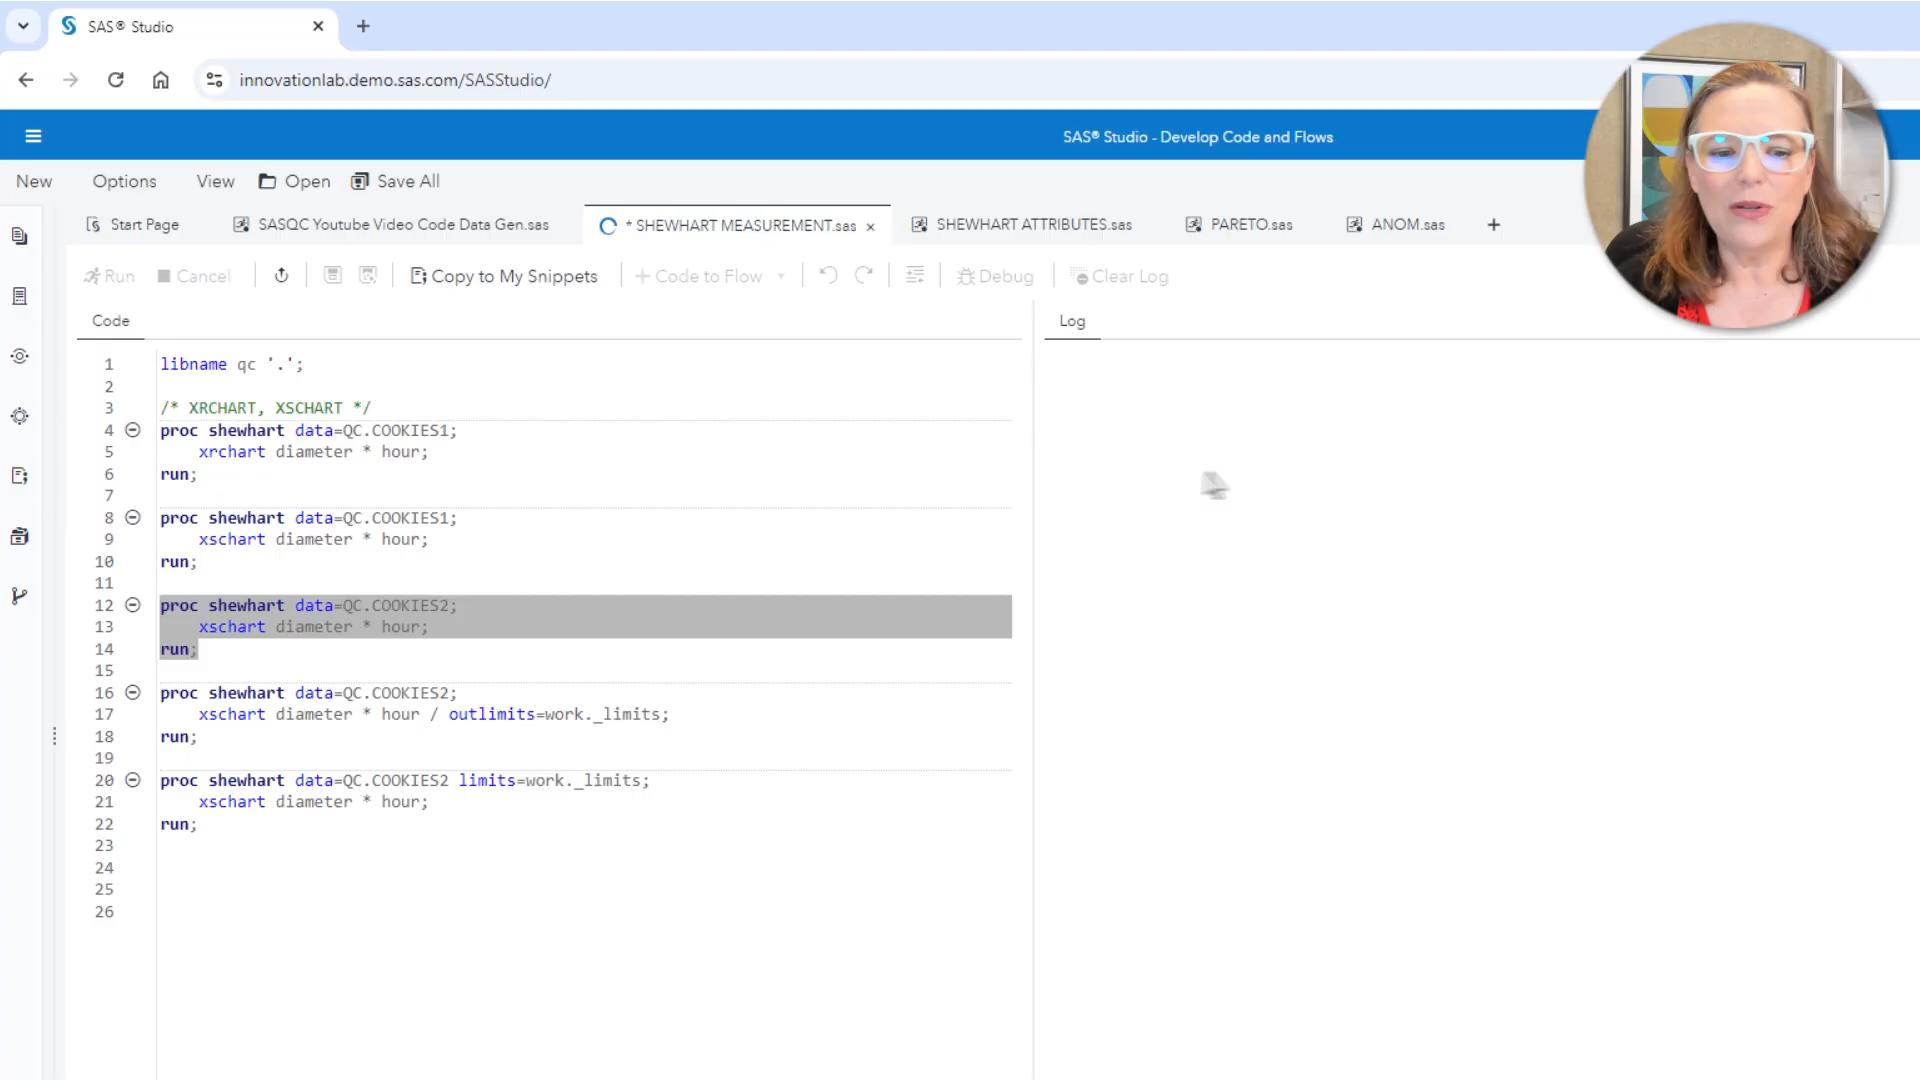 SAS® Studio
innovationlab.demo.sas.com/SASStudio/
SAS® Studio - Develop Code and Flows
New Options View Open Save All
Start Page SASQC Youtube Video Code Data Gen.sas * SHEWHART MEASUREMENT.sas SHEWHART ATTRIBUTES.sas PARETO.sas ANOM.sas
Run Cancel Copy to My Snippets Code to Flow Debug Clear Log
Code Log
1 libname qc '.';
2
3 /* XRCHART, XSCHART */
4 proc shewhart data=QC.COOKIES1;
5 xrchart diameter * hour;
6 run;
7
8 proc shewhart data=QC.COOKIES1;
9 xschart diameter * hour;
10 run;
11
12 proc shewhart data=QC.COOKIES2;
13 xschart diameter * hour;
14 run;
15
16 proc shewhart data=QC.COOKIES2;
17 xschart diameter * hour / outlimits=work._limits;
18 run;
19
20 proc shewhart data=QC.COOKIES2 limits=work._limits;
21 xschart diameter * hour;
22 run;
23
24
25
26